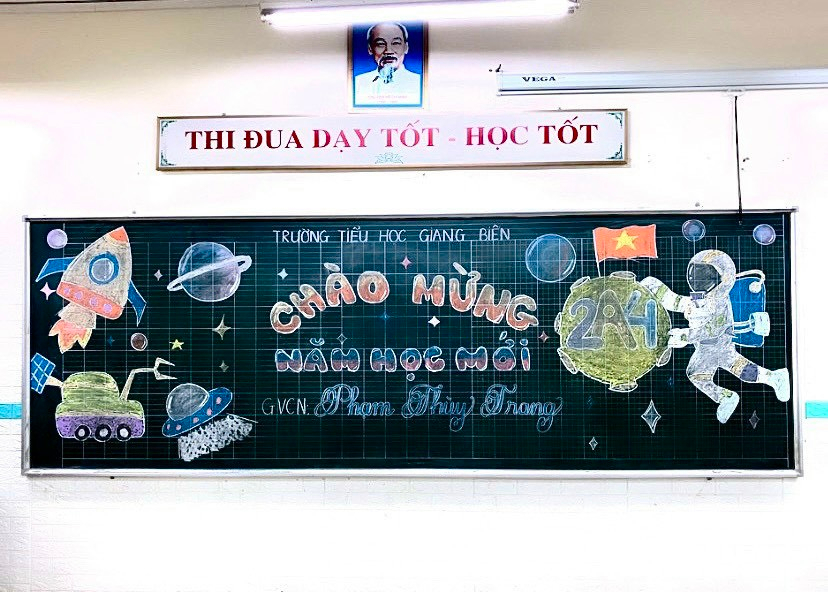 VEGA
THI ĐUA DẠY TỐT - HỌC TỐT
TRƯỜNG TIỂU HỌC GIANG BIÊN
CHÀO MỪNG
NĂM HỌC MỚI
GVCN: Phạm Thùy Trang
2A4